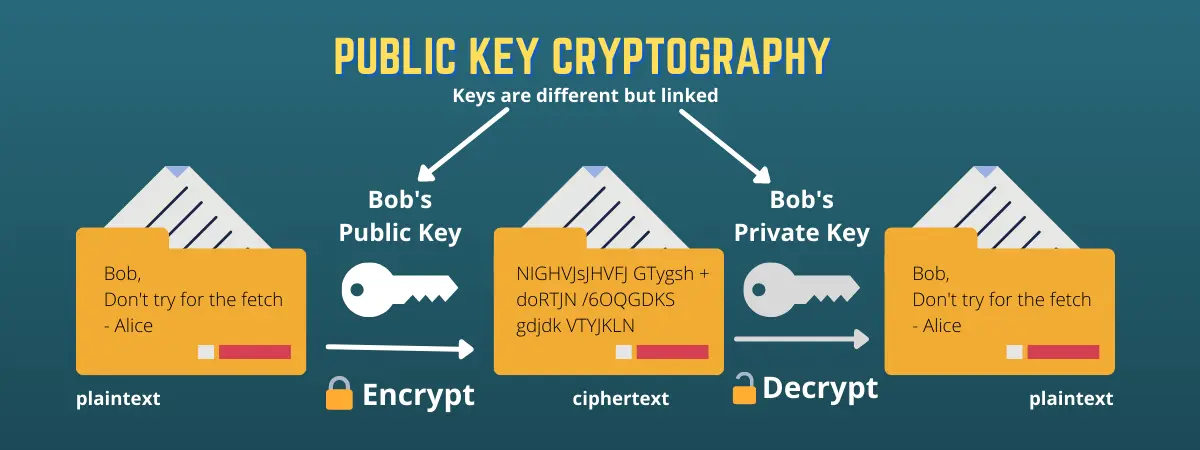 PUBLIC KEY CRYPTOGRAPHY
Keys are different but linked
Bob,
Don't try for the fetch
- Alice
plaintext
Bob's
Public Key
Encrypt
NIGHVJsJHVFJ GTygsh +
doRTJN /6OQGDKS
gdjdk VTYJKLN
ciphertext
Bob's
Private Key
Decrypt
Bob,
Don't try for the fetch
- Alice
plaintext